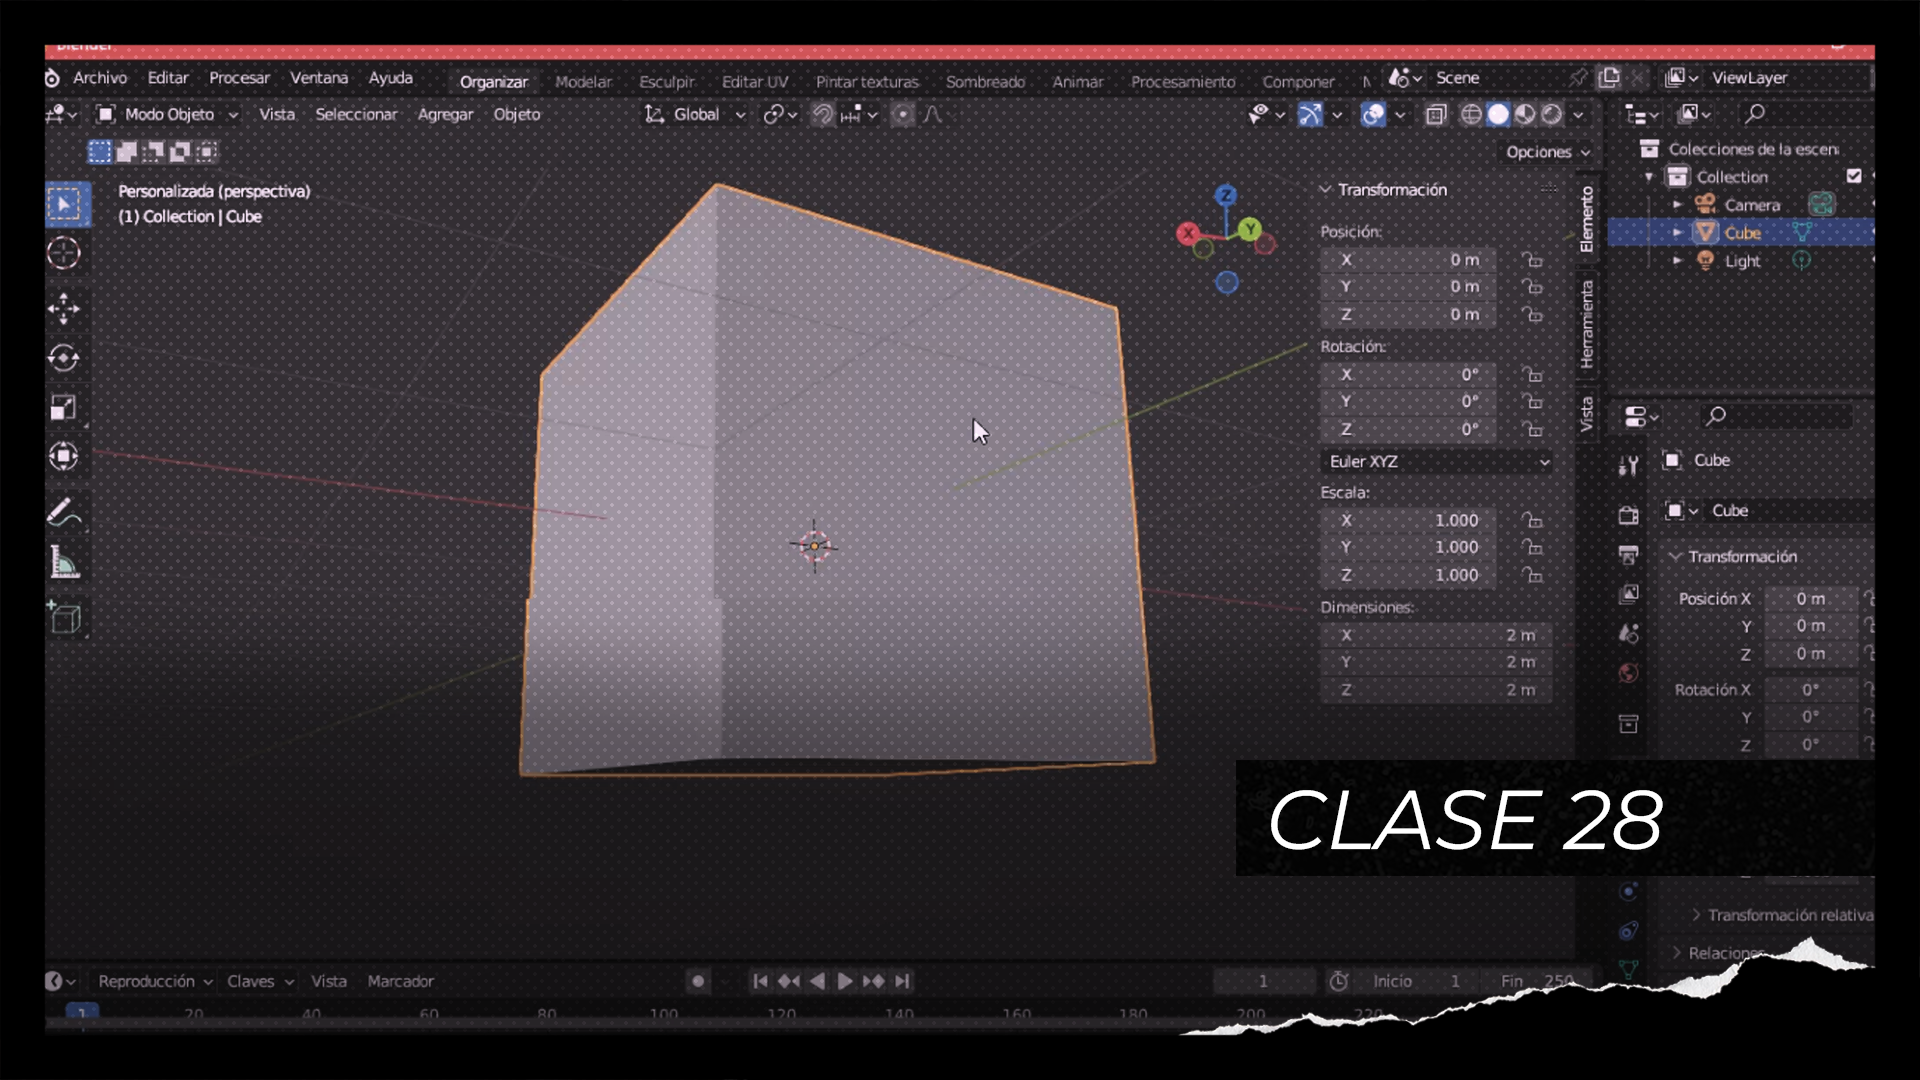 Blender
Archivo Editar Procesar Ventana Ayuda Organizar Modelar Esculpir Editar UV Pintar texturas Sombreado Animar Procesamiento Componer Scene ViewLayer
Modo Objeto Vista Seleccionar Agregar Objeto Global
Opciones
Personalizada (perspectiva)
(1) Collection | Cube
Z
X
Y
Transformación
Posición:
X 0 m
Y 0 m
Z 0 m
Rotación:
X 0°
Y 0°
Z 0°
Euler XYZ
Escala:
X 1.000
Y 1.000
Z 1.000
Dimensiones:
X 2 m
Y 2 m
Z 2 m
Elemento
Herramienta
Vista
Colecciones de la escen
Collection
Camera
Cube
Light
Cube
Cube
Transformación
Posición X 0 m
Y 0 m
Z 0 m
Rotación X 0°
Y 0°
Z 0°
CLASE 28
Transformación relativa
Relaciones
Reproducción Claves Vista Marcador 1 Inicio 1 Fin 250
1 20 40 60 80 100 120 140 160 180 200 220